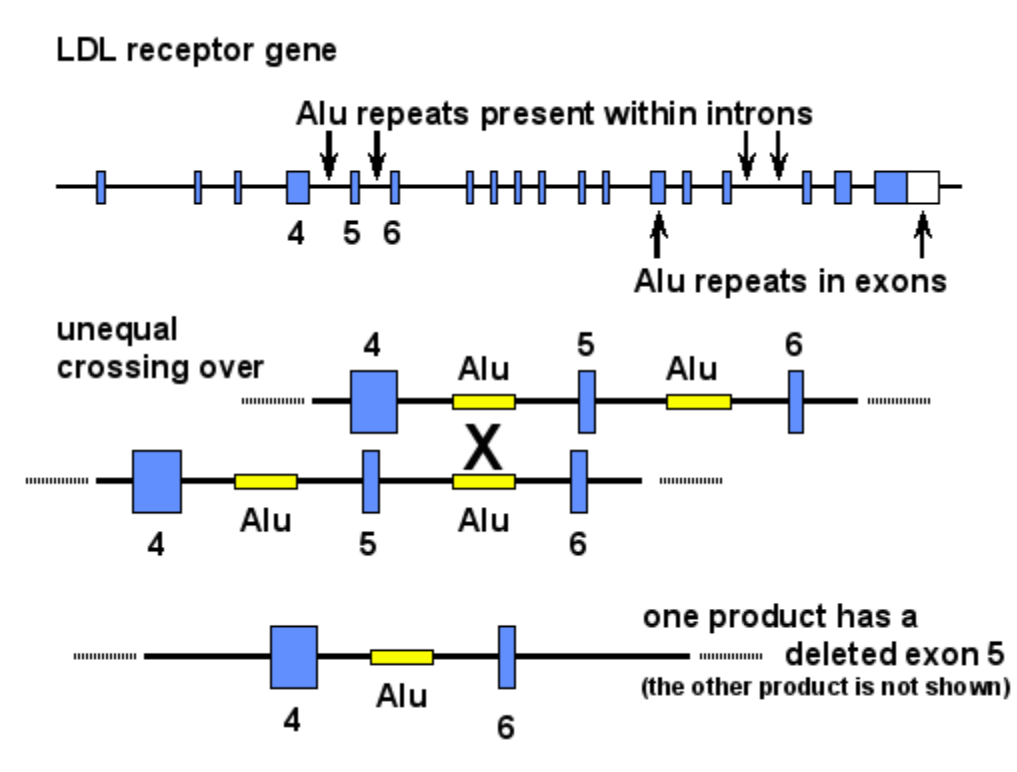 LDL receptor gene
Alu repeats present within introns
4 5 6
Alu repeats in exons
unequal
crossing over
4 Alu 5 Alu 6
X
4 Alu 5 Alu 6
one product has a
deleted exon 5
(the other product is not shown)
4 Alu 6